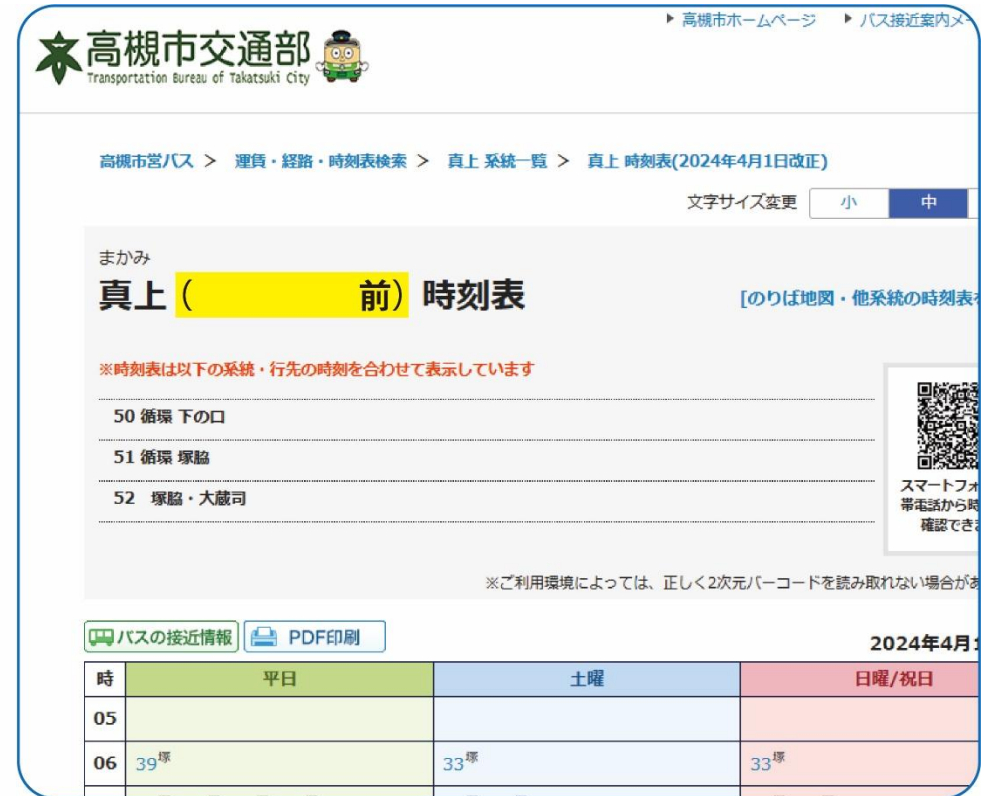 ▶ 高槻市ホームページ ▶ バス接近案内メー
高槻市交通部
Transportation Bureau of Takatsuki City
高槻市営バス > 運賃・経路・時刻表検索 > 真上 系統一覧 > 真上 時刻表(2024年4月1日改正)
文字サイズ変更 小 中
まかみ
真上 ( 前) 時刻表
[のりば地図・他系統の時刻表を
※時刻表は以下の系統・行先の時刻を合わせて表示しています
50 循環 下の口
51 循環 塚脇
52 塚脇・大蔵司
スマートフォ
帯電話から時
確認でき
※ご利用環境によっては、正しく2次元バーコードを読み取れない場合があ
バスの接近情報 PDF印刷
2024年4月1
時 平日 土曜 日曜/祝日
05
06 39塚 33塚 33塚